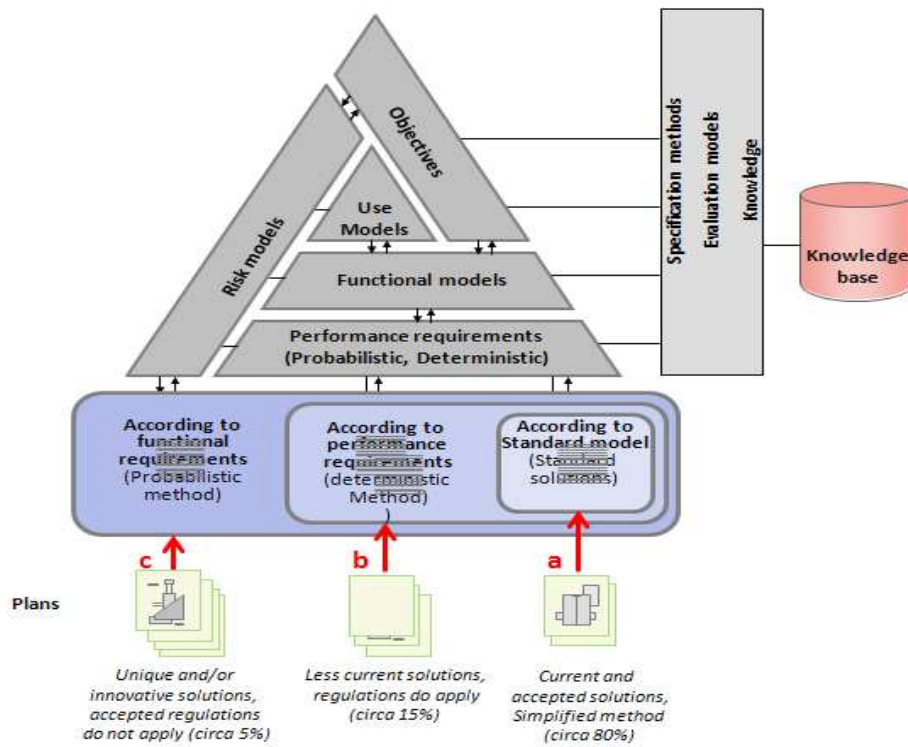 Objectives
Risk models
Use
Models
Functional models
Performance requirements
(Probabilistic, Deterministic)
Specification methods
Evaluation models
Knowledge
Knowledge
base
According to
functional
requirements
(Probabilistic
method)
According to
performance
requirements
(deterministic
Method)
)
According to
Standard model
(Standard
solutions)
c
b
a
Plans
Unique and/or
innovative solutions,
accepted regulations
do not apply (circa 5%)
Less current solutions,
regulations do apply
(circa 15%)
Current and
accepted solutions,
Simplified method
(circa 80%)